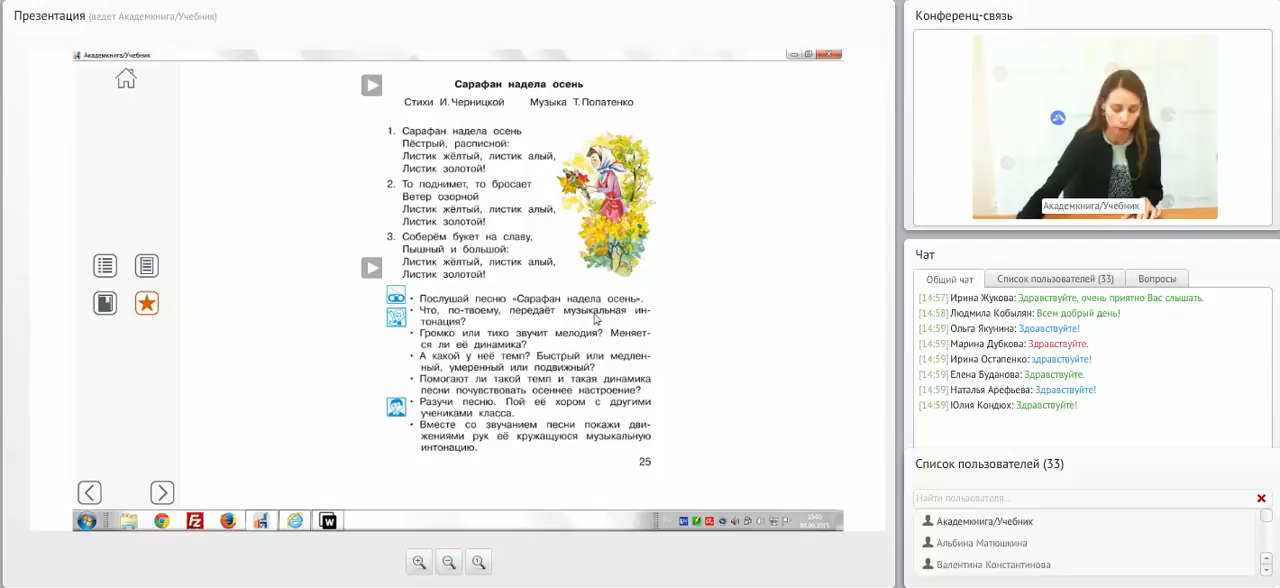 Презентация (ведет Академкнига/Учебник)
Академкнига/Учебник
Сарафан надела осень
Стихи И. Черницкой Музыка Т. Попатенко
1. Сарафан надела осень
Пёстрый, расписной:
Листик жёлтый, листик алый,
Листик золотой!
2. То поднимет, то бросает
Ветер озорной
Листик жёлтый, листик алый,
Листик золотой!
3. Соберём букет на славу,
Пышный и большой:
Листик жёлтый, листик алый,
Листик золотой!
• Послушай песню «Сарафан надела осень».
• Что, по-твоему, передаёт музыкальная ин-
тонация?
• Громко или тихо звучит мелодия? Меняет-
ся ли её динамика?
• А какой у неё темп? Быстрый или медлен-
ный, умеренный или подвижный?
• Помогают ли такой темп и такая динамика
песни почувствовать осеннее настроение?
• Разучи песню. Пой её хором с другими
учениками класса.
• Вместе со звучанием песни покажи дви-
жениями рук её кружащуюся музыкальную
интонацию.
25
Конференц-связь
Академкнига/Учебник
Чат
Общий чат Список пользователей (33) Вопросы
[14:57] Ирина Жукова: Здравствуйте, очень приятно Вас слышать.
[14:58] Людмила Кобылян: Всем добрый день!
[14:59] Ольга Якунина: Здоавствуйте!
[14:59] Марина Дубкова: Здравствуйте.
[14:59] Ирина Остапенко: здравствуйте!
[14:59] Елена Буданова: Здравствуйте.
[14:59] Наталья Арефьева: Здравствуйте!
[14:59] Юлия Кондюх: Здравствуйте!
Список пользователей (33)
Найти пользователя...
Академкнига/Учебник
Альбина Матюшкина
Валентина Константинова